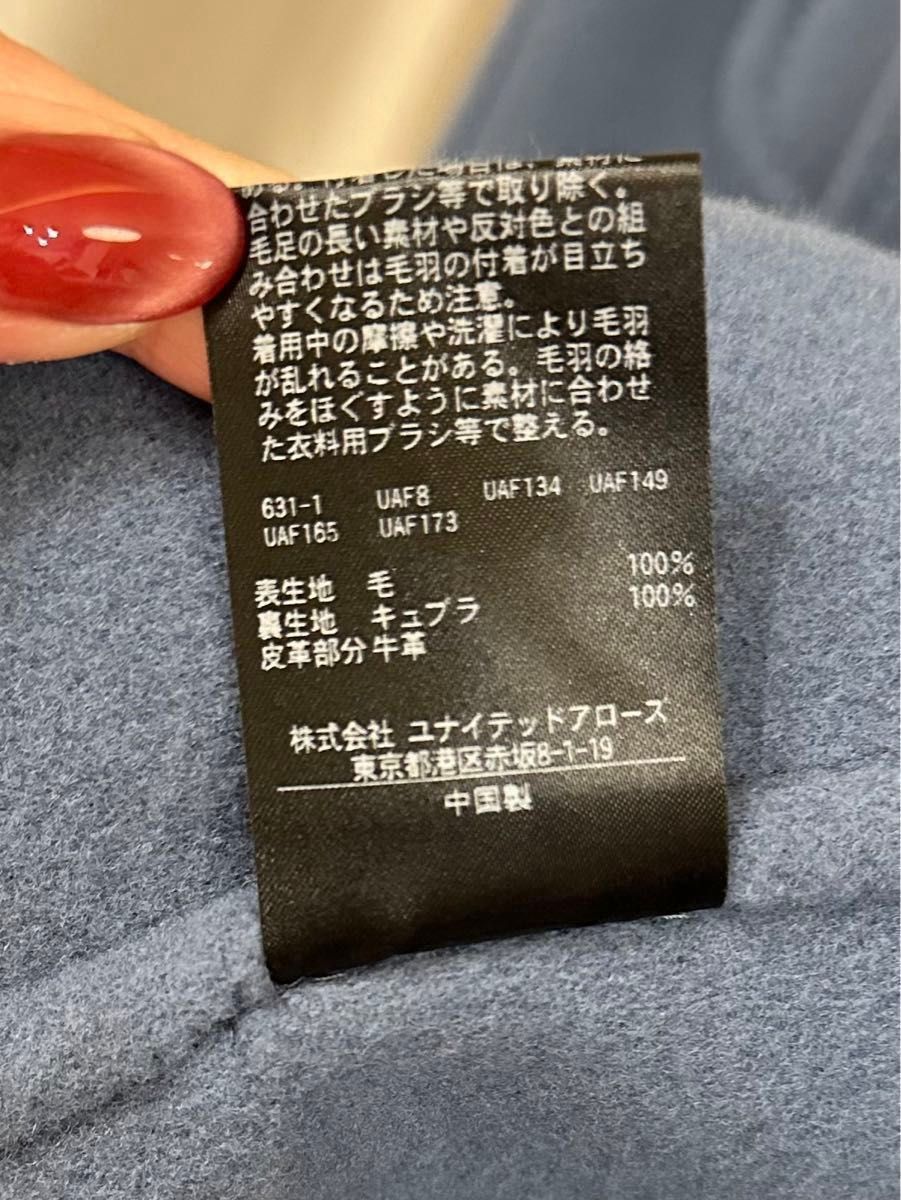 合わせたブラシ等で取り除く。
毛足の長い素材や反対色との組
み合わせは毛羽の付着が目立ち
やすくなるため注意。
着用中の摩擦や洗濯により毛羽
が乱れることがある。毛羽の絡
みをほぐすように素材に合わせ
た衣料用ブラシ等で整える。
631-1 UAF8 UAF134 UAF149
UAF165 UAF173
表生地 毛 100%
裏生地 キュプラ 100%
皮革部分 牛革
株式会社 ユナイテッドアローズ
東京都港区赤坂8-1-19
中国製